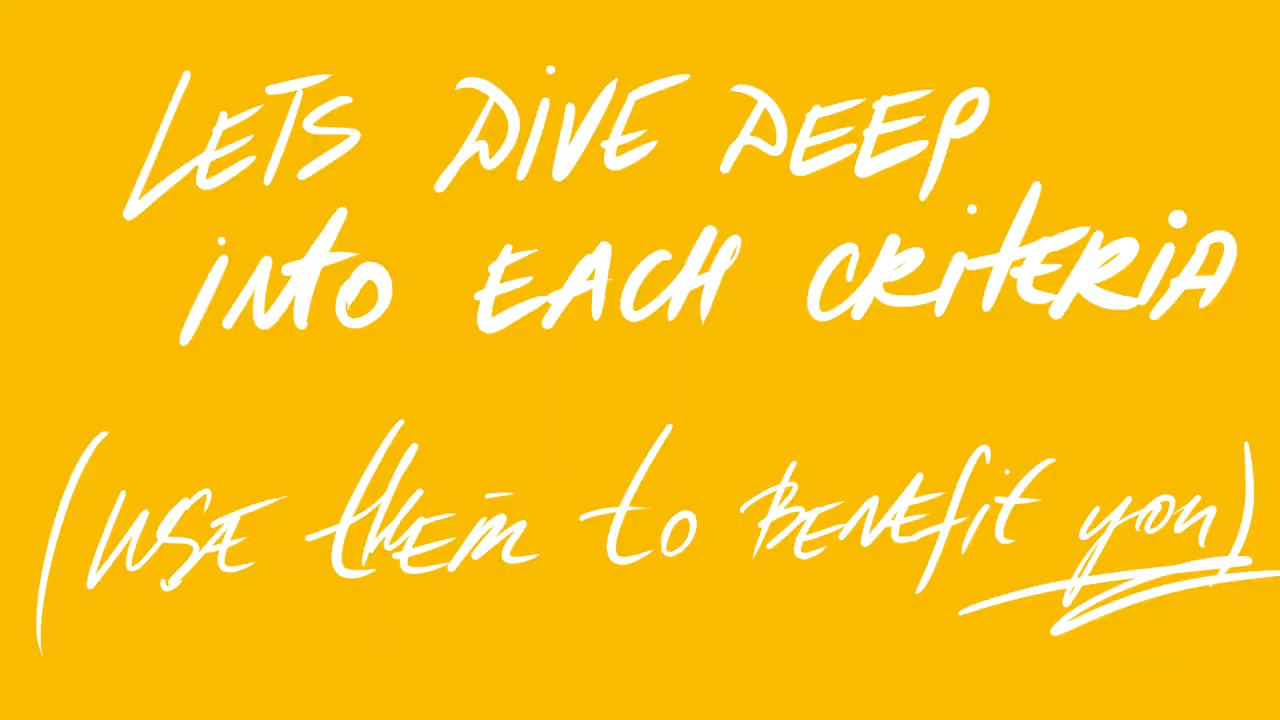 LETS DIVE DEEP
into EACH CRITERIA
(USE thEm to BENEfit you)